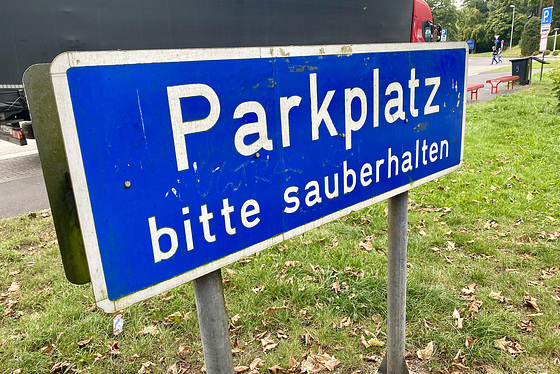 Parkplatz
bitte sauberhalten
P